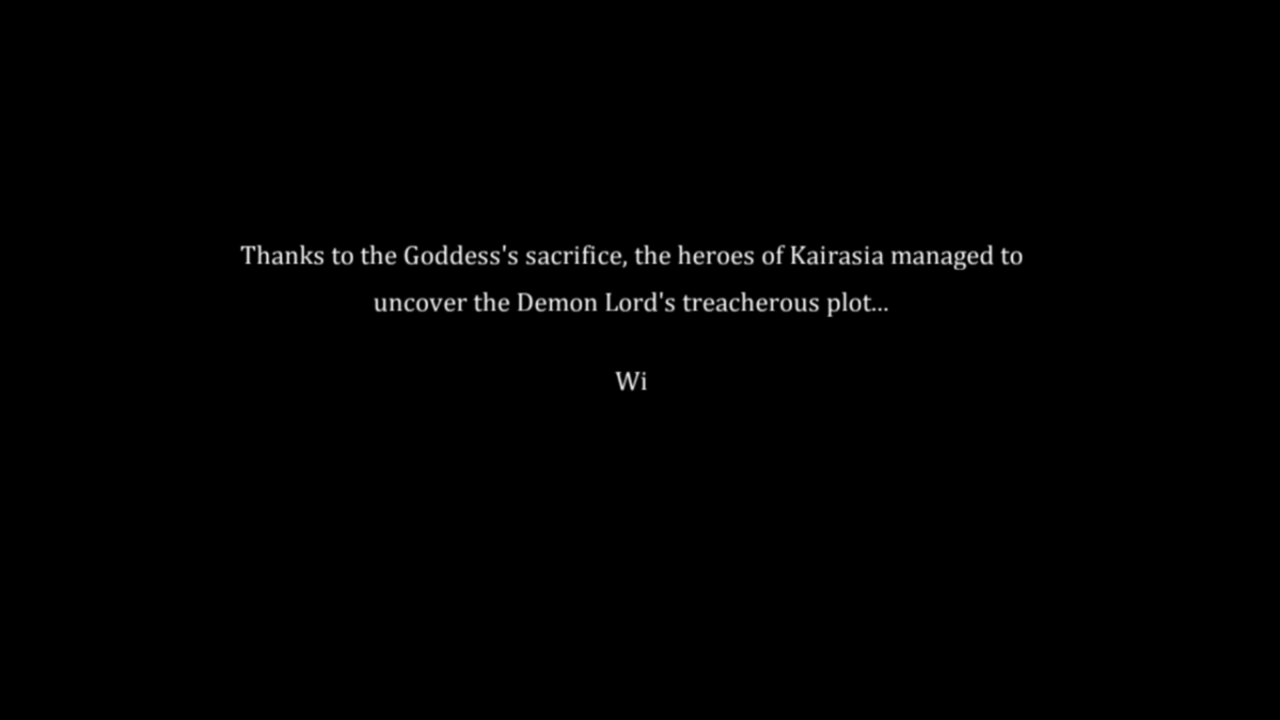 Thanks to the Goddess's sacrifice, the heroes of Kairasia managed to
uncover the Demon Lord's treacherous plot...
Wi